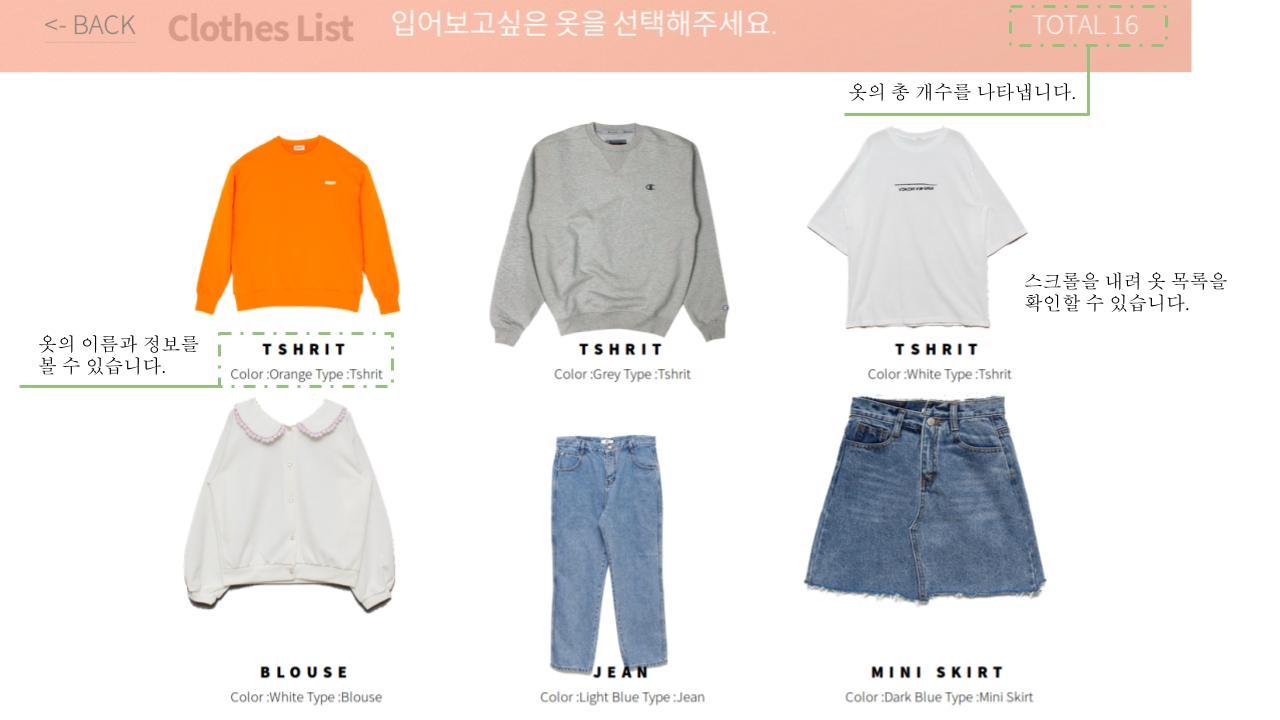 <- BACK
Clothes List
입어보고싶은 옷을 선택해주세요.
TOTAL 16
옷의 총 개수를 나타냅니다.
스크롤을 내려 옷 목록을
확인할 수 있습니다.
옷의 이름과 정보를
볼 수 있습니다.
TSHRIT
Color :Orange Type :Tshrit
TSHRIT
Color :Grey Type :Tshrit
TSHRIT
Color :White Type :Tshrit
BLOUSE
Color :White Type :Blouse
JEAN
Color :Light Blue Type :Jean
MINI SKIRT
Color :Dark Blue Type :Mini Skirt